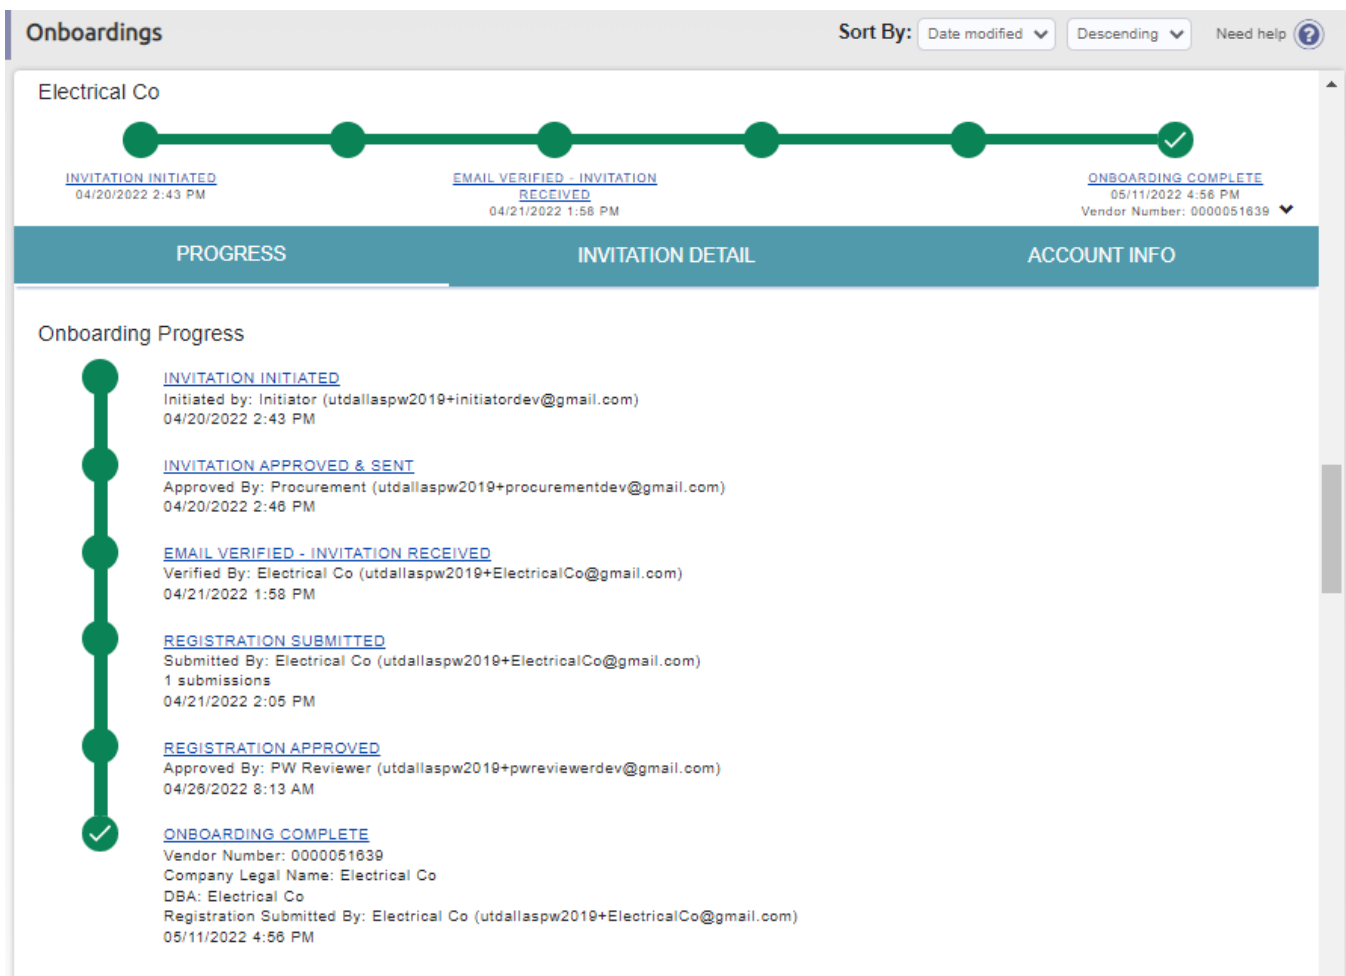 Onboardings
Sort By: Date modified Descending Need help
Electrical Co
INVITATION INITIATED
04/20/2022 2:43 PM
EMAIL VERIFIED - INVITATION
RECEIVED
04/21/2022 1:58 PM
ONBOARDING COMPLETE
05/11/2022 4:56 PM
Vendor Number: 0000051639
PROGRESS
INVITATION DETAIL
ACCOUNT INFO
Onboarding Progress
INVITATION INITIATED
Initiated by: Initiator (utdallaspw2019+initiatordev@gmail.com)
04/20/2022 2:43 PM
INVITATION APPROVED & SENT
Approved By: Procurement (utdallaspw2019+procurementdev@gmail.com)
04/20/2022 2:46 PM
EMAIL VERIFIED - INVITATION RECEIVED
Verified By: Electrical Co (utdallaspw2019+ElectricalCo@gmail.com)
04/21/2022 1:58 PM
REGISTRATION SUBMITTED
Submitted By: Electrical Co (utdallaspw2019+ElectricalCo@gmail.com)
1 submissions
04/21/2022 2:05 PM
REGISTRATION APPROVED
Approved By: PW Reviewer (utdallaspw2019+pwreviewerdev@gmail.com)
04/26/2022 8:13 AM
ONBOARDING COMPLETE
Vendor Number: 0000051639
Company Legal Name: Electrical Co
DBA: Electrical Co
Registration Submitted By: Electrical Co (utdallaspw2019+ElectricalCo@gmail.com)
05/11/2022 4:56 PM